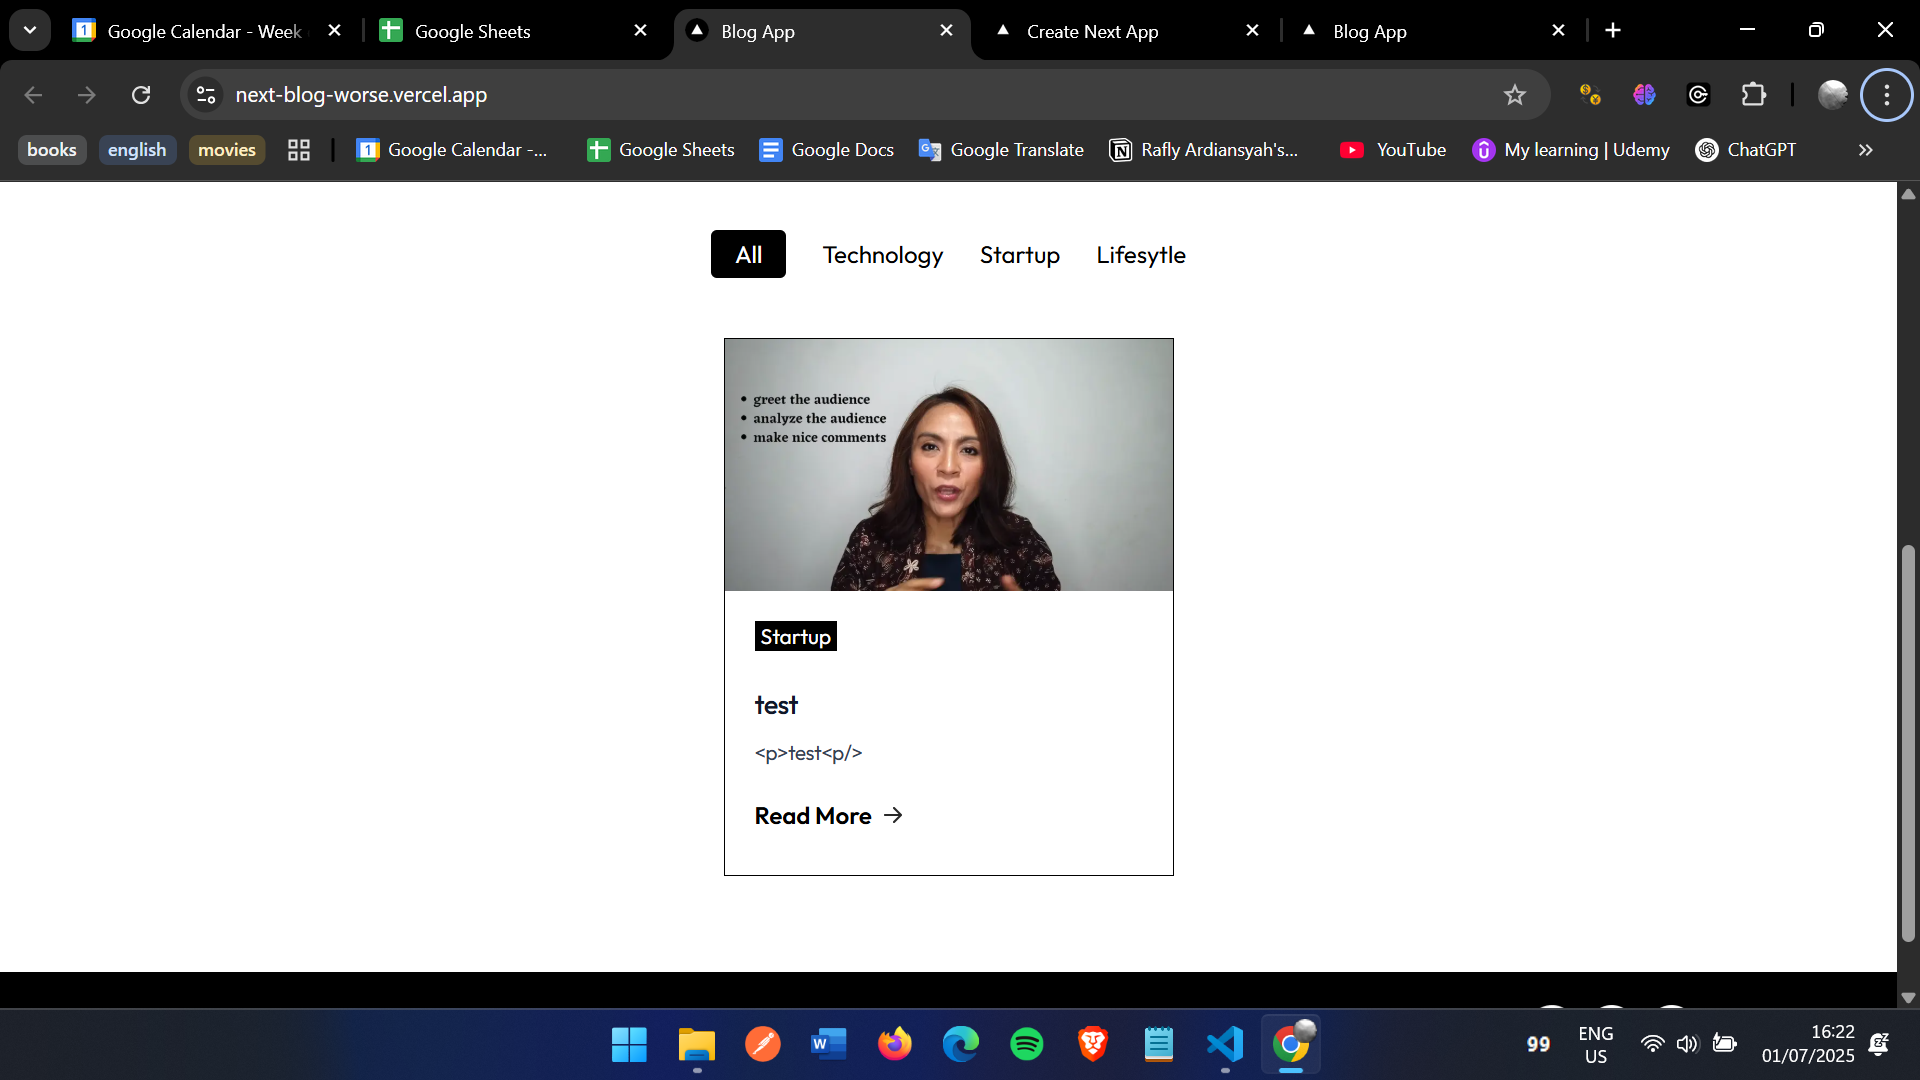 Google Calendar - Week
Google Sheets
Blog App
Create Next App
Blog App
next-blog-worse.vercel.app
books
english
movies
Google Calendar -...
Google Sheets
Google Docs
Google Translate
Rafly Ardiansyah's...
YouTube
My learning | Udemy
ChatGPT
All
Technology
Startup
Lifesytle
• greet the audience
• analyze the audience
• make nice comments
Startup
test
<p>test<p/>
Read More →
99
ENG
US
16:22
01/07/2025